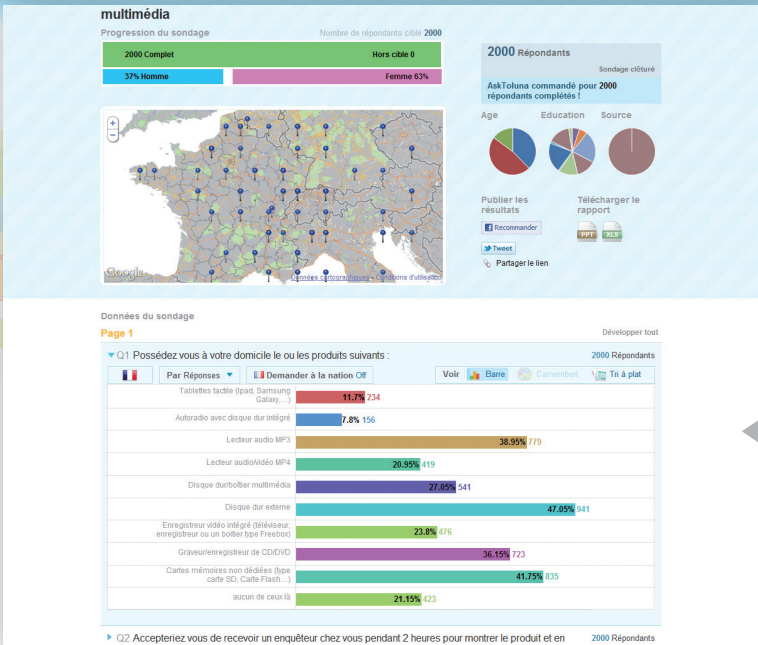 multimédia
Progression du sondage
Nombre de répondants ciblé 2000
2000 Complet
Hors cible 0
37% Homme
Femme 63%
2000 Répondants
Sondage clôturé
AskToluna commandé pour 2000
répondants complétés !
Age
Education
Source
Publier les
résultats
Télécharger le
rapport
Recommander
PPT
XLS
Tweet
Partager le lien
+
−
Google
Données cartographiques - Conditions d'utilisation
Données du sondage
Page 1
Développer tout
Q1 Possédez vous à votre domicile le ou les produits suivants :
2000 Répondants
Par Réponses
Demander à la nation Off
Voir
Barre
Camembert
Tri à plat
Tablettes tactile (Ipad, Samsung
Galaxy,...)
11.7% 234
Autoradio avec disque dur intégré
7.8% 156
Lecteur audio MP3
38.95% 779
Lecteur audio/vidéo MP4
20.95% 419
Disque dur/boîtier multimédia
27.05% 541
Disque dur externe
47.05% 941
Enregistreur vidéo intégré (téléviseur,
enregistreur ou un boîtier type Freebox)
23.8% 476
Graveur/enregistreur de CD/DVD
36.15% 723
Cartes mémoires non dédiées (type
carte SD, Carte Flash...)
41.75% 835
aucun de ceux là
21.15% 423
Q2 Accepteriez vous de recevoir un enquêteur chez vous pendant 2 heures pour montrer le produit et en
2000 Répondants